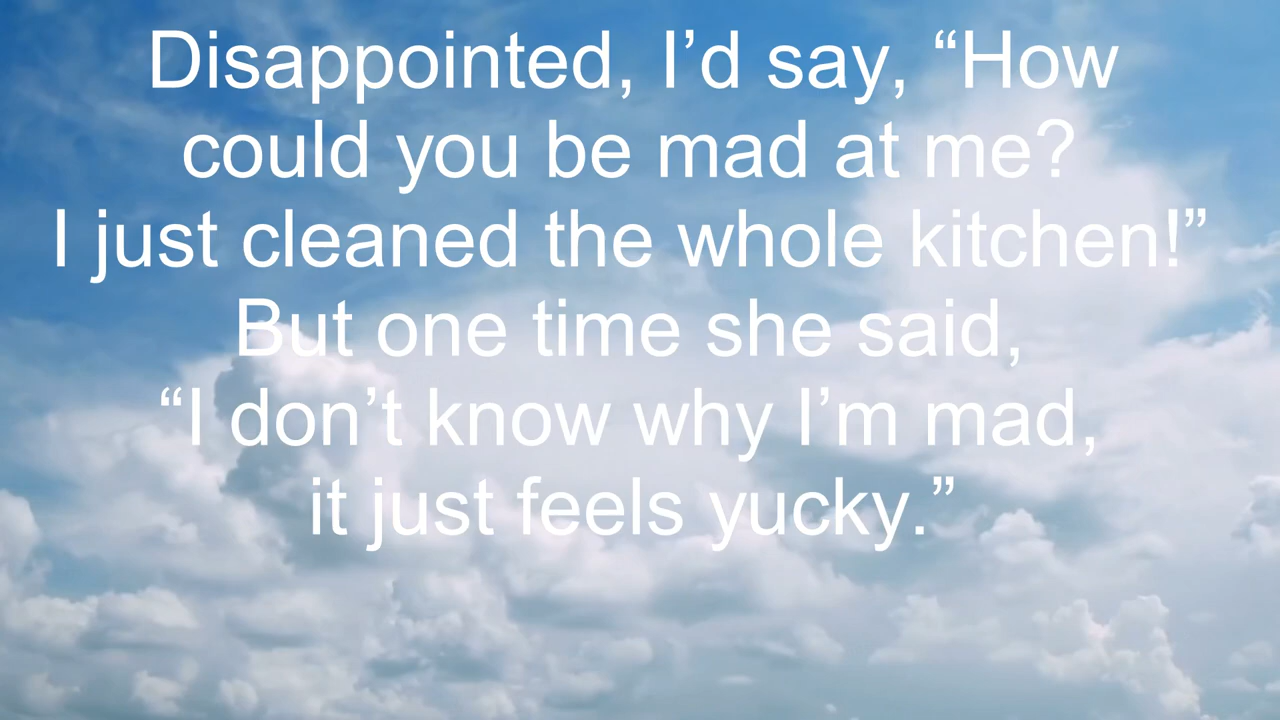 Disappointed, I’d say, “How
could you be mad at me?
I just cleaned the whole kitchen!”
But one time she said,
“I don’t know why I’m mad,
it just feels yucky.”